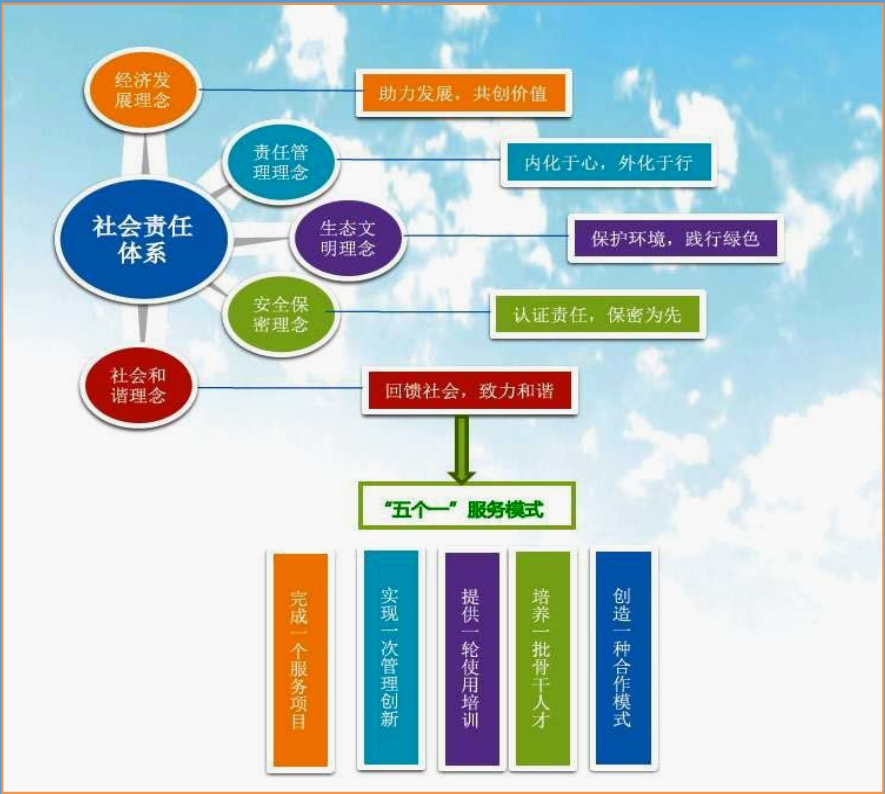 经济发
展理念
助力发展，共创价值
责任管
理理念
内化于心，外化于行
社会责任
体系
生态文
明理念
保护环境，践行绿色
安全保
密理念
认证责任，保密为先
社会和
谐理念
回馈社会，致力和谐
“五个一”服务模式
完成一个服务项目
实现一次管理创新
提供一轮使用培训
培养一批骨干人才
创造一种合作模式